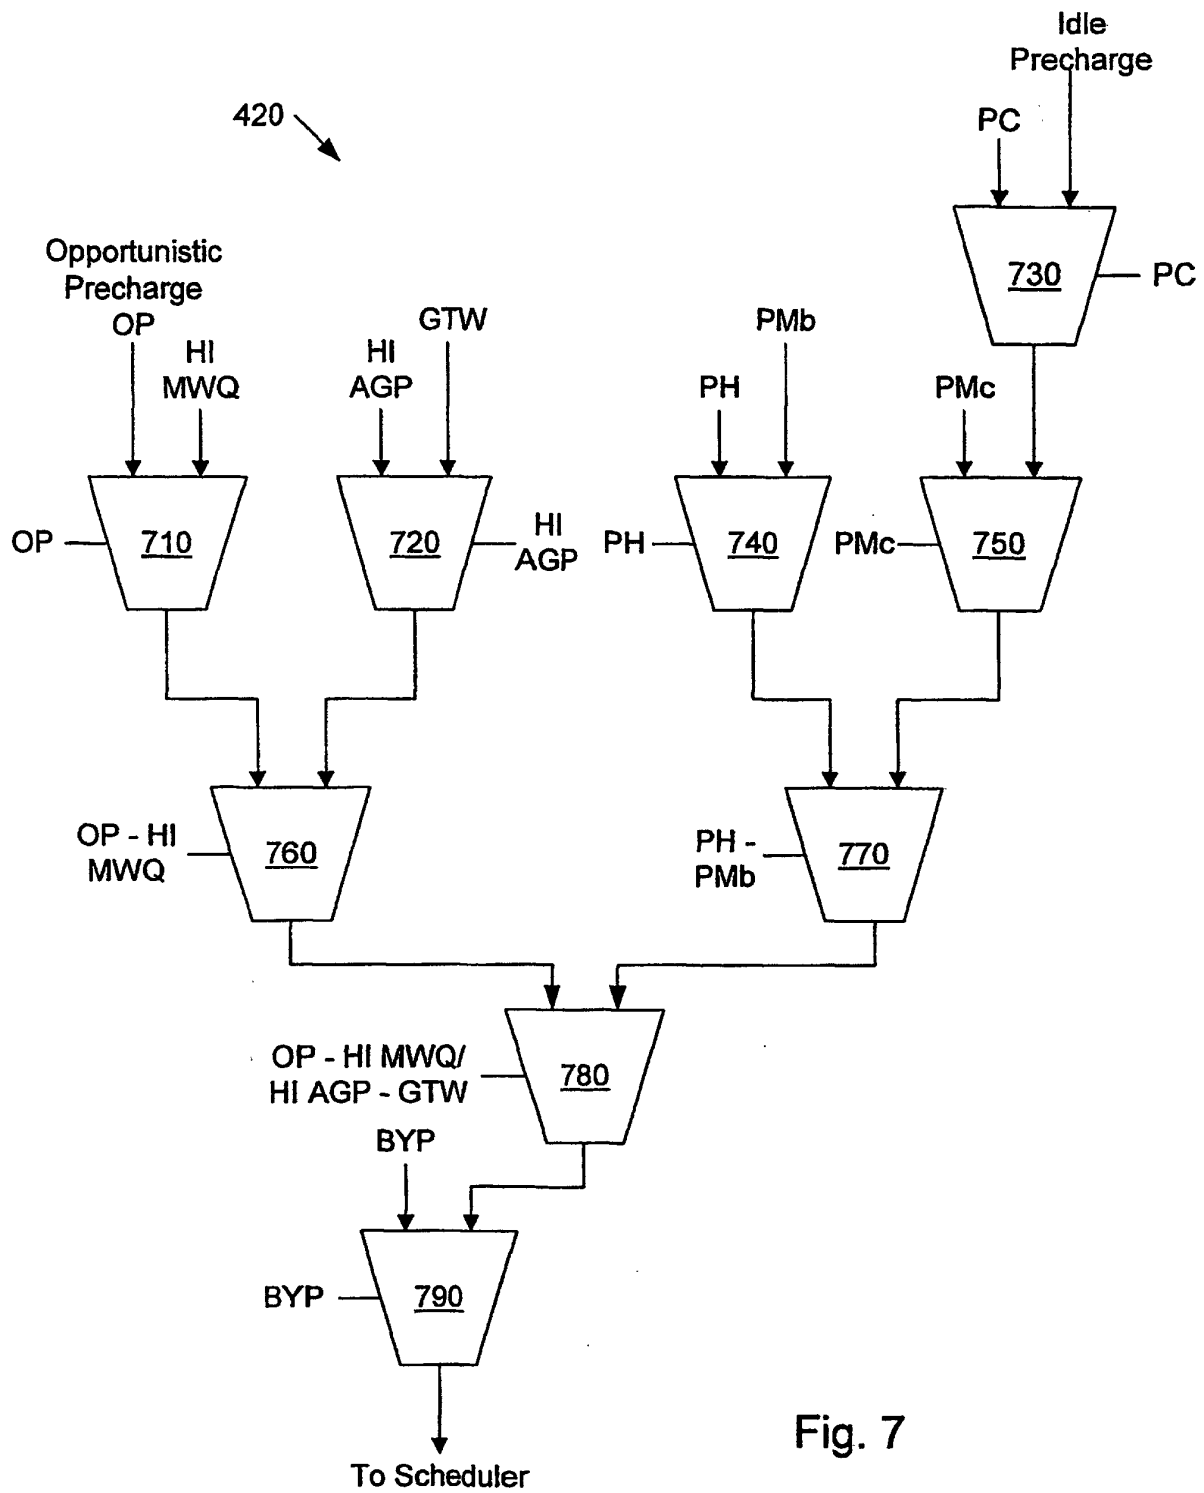 Idle
Precharge
420
PC
730
PC
Opportunistic
Precharge
OP
HI
MWQ
HI
AGP
GTW
PH
PMb
PMc
OP
710
720
HI
AGP
PH
740
PMc
750
OP - HI
MWQ
760
PH -
PMb
770
OP - HI MWQ/
HI AGP - GTW
780
BYP
BYP
790
To Scheduler
Fig. 7